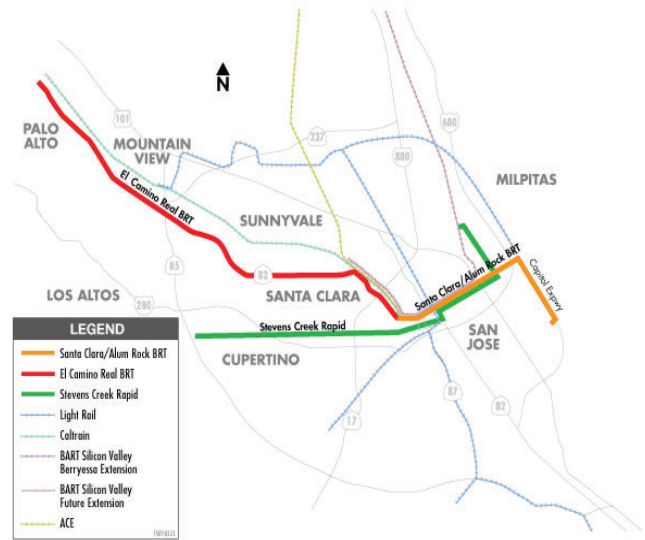 N
101
237
680
880
PALO
ALTO
MOUNTAIN
VIEW
MILPITAS
El Camino Real BRT
SUNNYVALE
82
85
Santa Clara/Alum Rock BRT
Capitol Expwy
LOS ALTOS
280
SANTA CLARA
Stevens Creek Rapid
SAN
JOSE
CUPERTINO
87
82
17
LEGEND
Santa Clara/Alum Rock BRT
El Camino Real BRT
Stevens Creek Rapid
Light Rail
Caltrain
BART Silicon Valley
Berryessa Extension
BART Silicon Valley
Future Extension
ACE